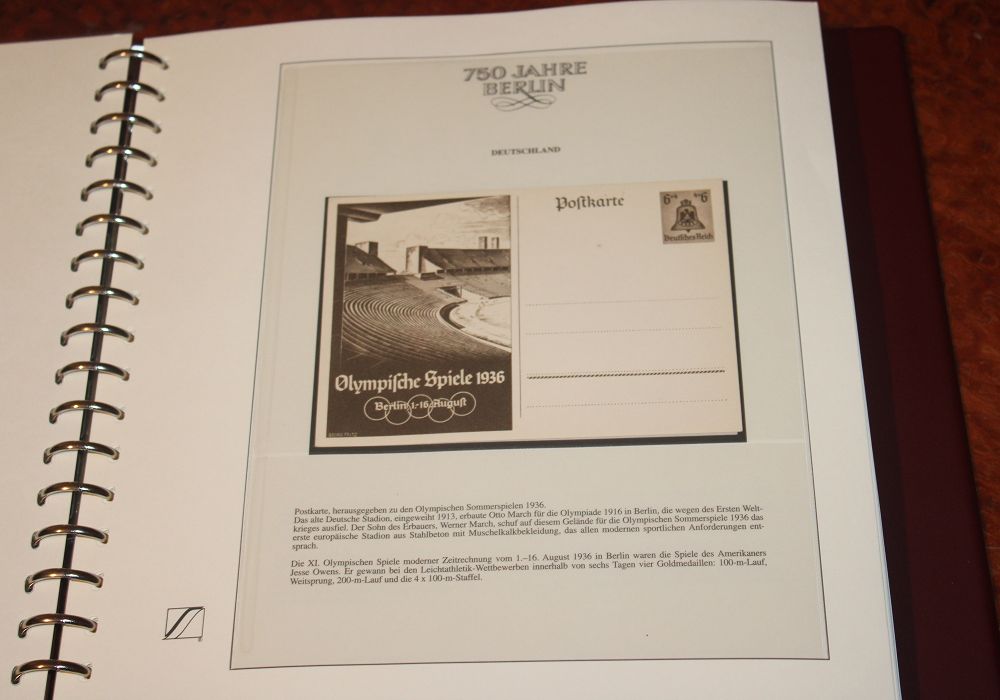 750 JAHRE
BERLIN
DEUTSCHLAND
Postkarte
6 6
Deutsches Reich
Olympische Spiele 1936
Berlin 1.-16. August
Postkarte, herausgegeben zu den Olympischen Sommerspielen 1936.
Das alte Deutsche Stadion, eingeweiht 1913, erbaute Otto March für die Olympiade 1916 in Berlin, die wegen des Ersten Welt-
krieges ausfiel. Der Sohn des Erbauers, Werner March, schuf auf diesem Gelände für die Olympischen Sommerspiele 1936 das
erste europäische Stadion aus Stahlbeton mit Muschelkalkbekleidung, das allen modernen sportlichen Anforderungen ent-
sprach.
Die XI. Olympischen Spiele moderner Zeitrechnung vom 1.–16. August 1936 in Berlin waren die Spiele des Amerikaners
Jesse Owens. Er gewann bei den Leichtathletik-Wettbewerben innerhalb von sechs Tagen vier Goldmedaillen: 100-m-Lauf,
Weitsprung, 200-m-Lauf und die 4 x 100-m-Staffel.